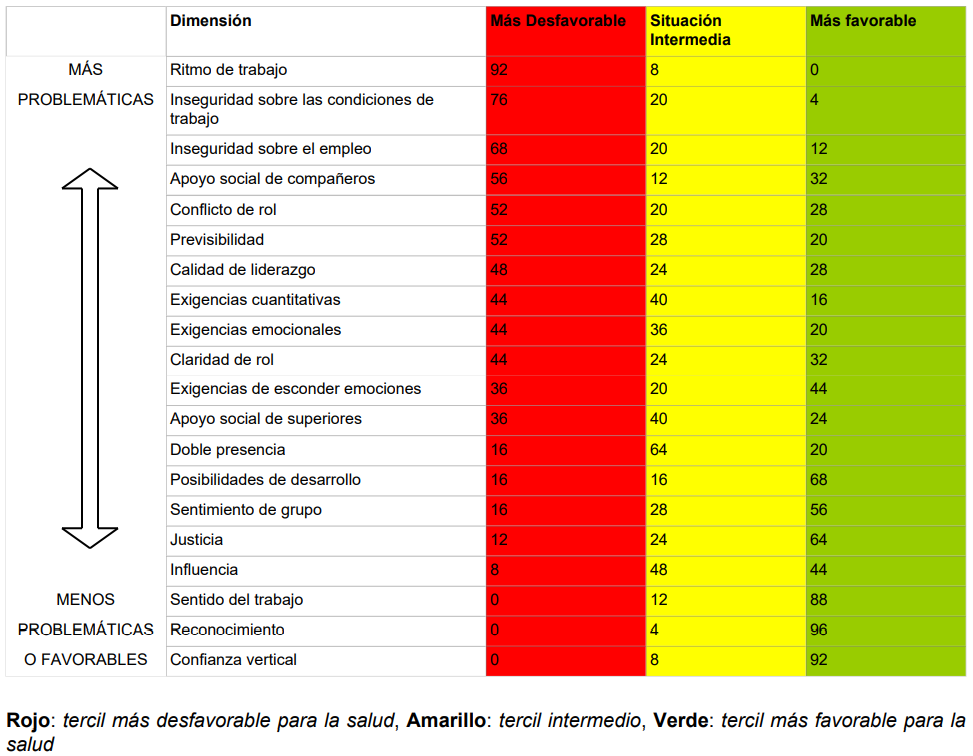 Dimensión Más Desfavorable Situación Intermedia Más favorable
MÁS Ritmo de trabajo 92 8 0
PROBLEMÁTICAS Inseguridad sobre las condiciones de trabajo 76 20 4
Inseguridad sobre el empleo 68 20 12
Apoyo social de compañeros 56 12 32
Conflicto de rol 52 20 28
Previsibilidad 52 28 20
Calidad de liderazgo 48 24 28
Exigencias cuantitativas 44 40 16
Exigencias emocionales 44 36 20
Claridad de rol 44 24 32
Exigencias de esconder emociones 36 20 44
Apoyo social de superiores 36 40 24
Doble presencia 16 64 20
Posibilidades de desarrollo 16 16 68
Sentimiento de grupo 16 28 56
Justicia 12 24 64
Influencia 8 48 44
MENOS Sentido del trabajo 0 12 88
PROBLEMÁTICAS Reconocimiento 0 4 96
O FAVORABLES Confianza vertical 0 8 92
Rojo: tercil más desfavorable para la salud, Amarillo: tercil intermedio, Verde: tercil más favorable para la
salud